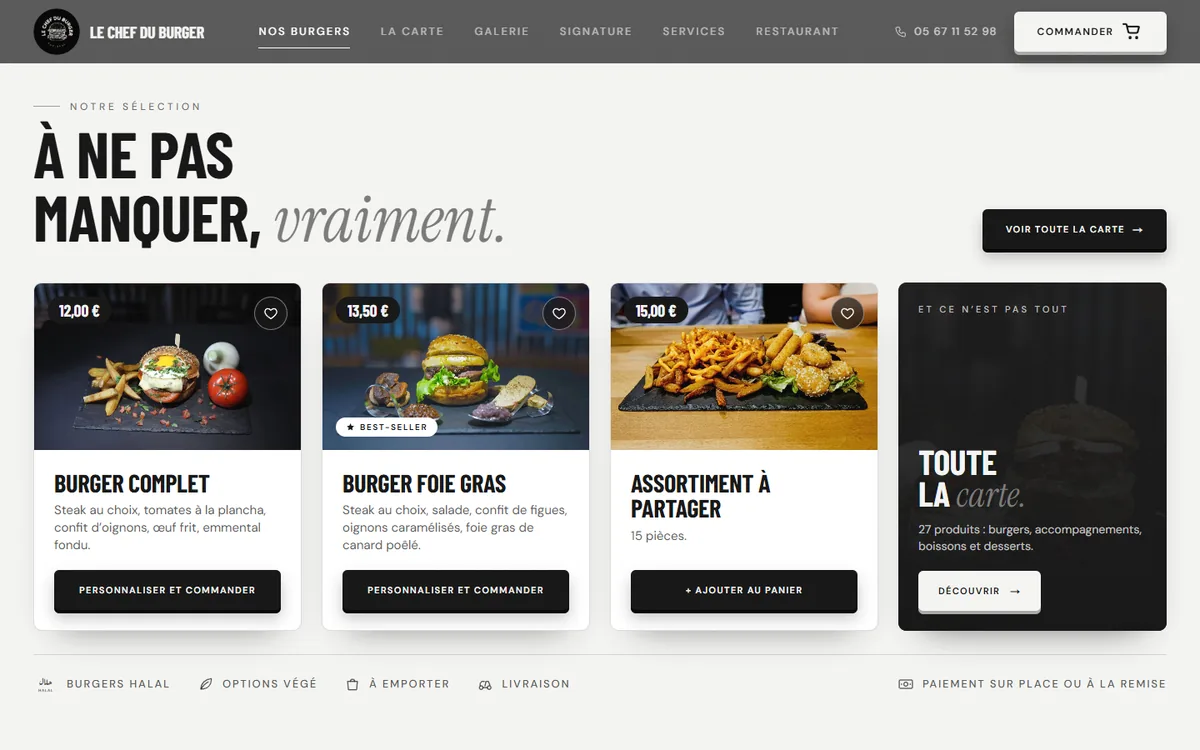 LE CHEF DU BURGER
LE CHEF DU BURGER
NOS BURGERS
LA CARTE
GALERIE
SIGNATURE
SERVICES
RESTAURANT
05 67 11 52 98
COMMANDER
NOTRE SÉLECTION
À NE PAS
MANQUER, vraiment.
VOIR TOUTE LA CARTE →
12,00 €
BURGER COMPLET
Steak au choix, tomates à la plancha,
confit d'oignons, œuf frit, emmental
fondu.
PERSONNALISER ET COMMANDER
13,50 €
★ BEST-SELLER
BURGER FOIE GRAS
Steak au choix, salade, confit de figues,
oignons caramélisés, foie gras de
canard poêlé.
PERSONNALISER ET COMMANDER
15,00 €
ASSORTIMENT À
PARTAGER
15 pièces.
+ AJOUTER AU PANIER
ET CE N'EST PAS TOUT
TOUTE
LA carte.
27 produits : burgers, accompagnements,
boissons et desserts.
DÉCOUVRIR →
HALAL
BURGERS HALAL
OPTIONS VÉGÉ
À EMPORTER
LIVRAISON
PAIEMENT SUR PLACE OU À LA REMISE